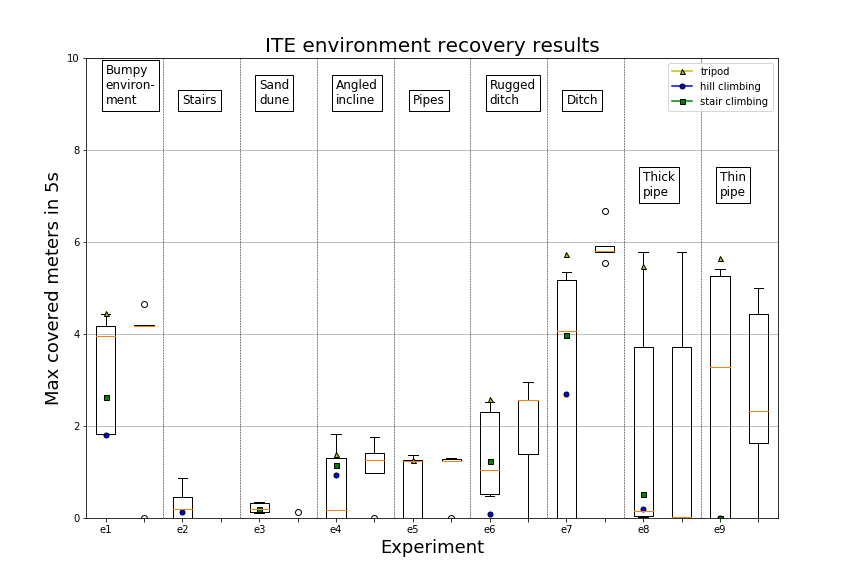 ITE environment recovery results
Max covered meters in 5s
10
8
6
4
2
0
Bumpy
environ-
ment
Stairs
Sand
dune
Angled
incline
Pipes
Rugged
ditch
Ditch
Thick
pipe
Thin
pipe
tripod
hill climbing
stair climbing
e1
e2
e3
e4
e5
e6
e7
e8
e9
Experiment